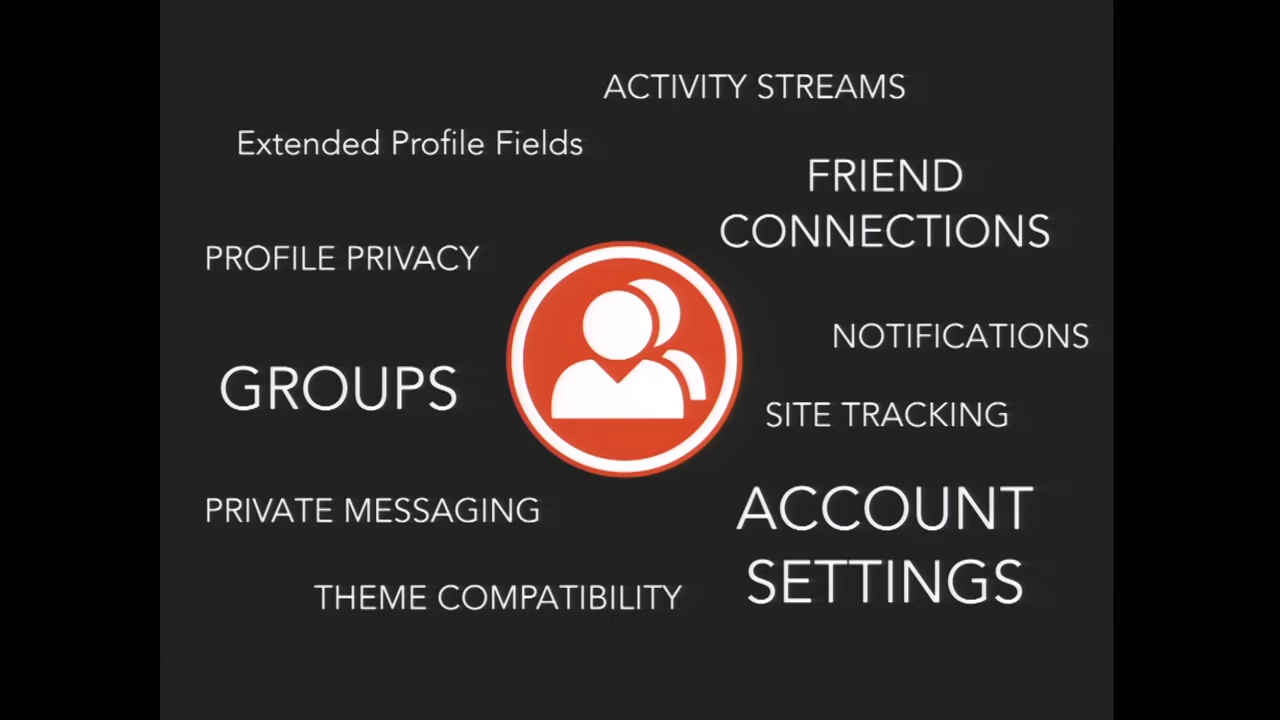 ACTIVITY STREAMS
Extended Profile Fields
FRIEND
CONNECTIONS
PROFILE PRIVACY
NOTIFICATIONS
GROUPS
SITE TRACKING
PRIVATE MESSAGING
ACCOUNT
SETTINGS
THEME COMPATIBILITY